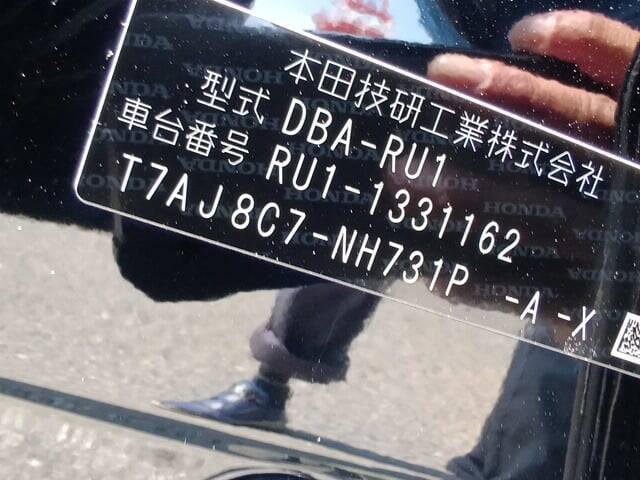 本田技研工業株式会社
型式 DBA-RU1
車台番号 RU1-1331162
T7AJ8C7-NH731P -A-X